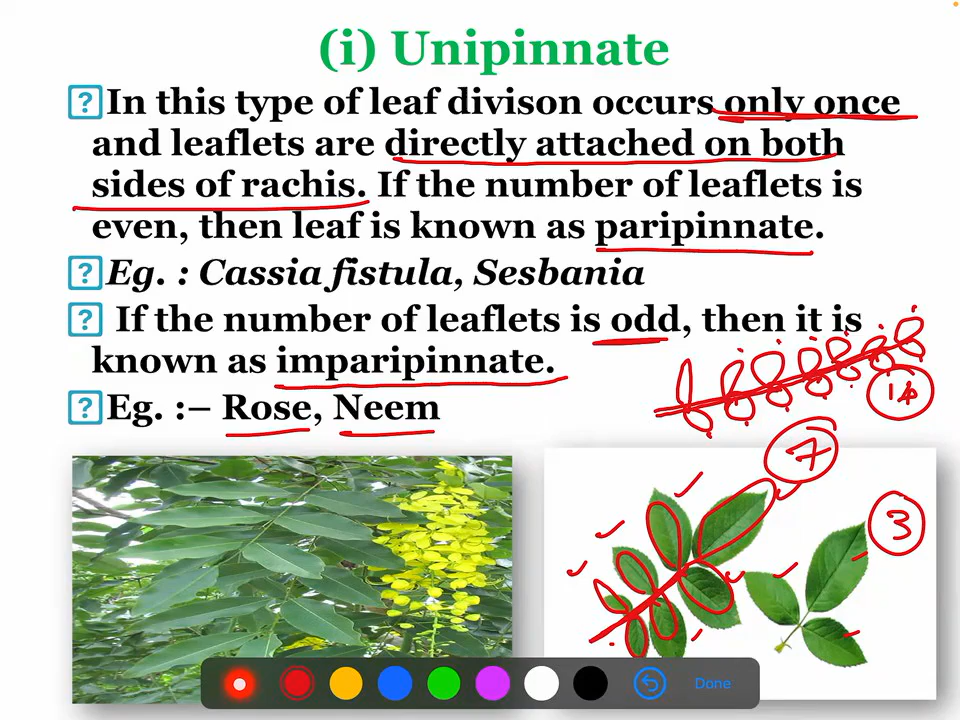 (i) Unipinnate
In this type of leaf divison occurs only once
and leaflets are directly attached on both
sides of rachis. If the number of leaflets is
even, then leaf is known as paripinnate.
Eg. : Cassia fistula, Sesbania
If the number of leaflets is odd, then it is
known as imparipinnate.
Eg. :– Rose, Neem
14
7
3
Done